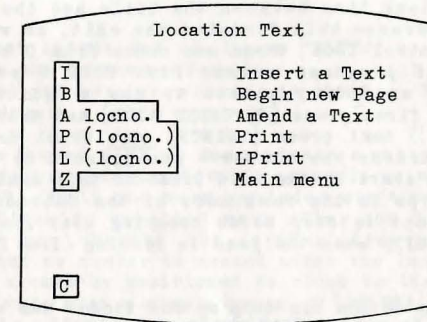 Location Text
I Insert a Text
B Begin new Page
A locno. Amend a Text
P (locno.) Print
L (locno.) LPrint
Z Main menu
C